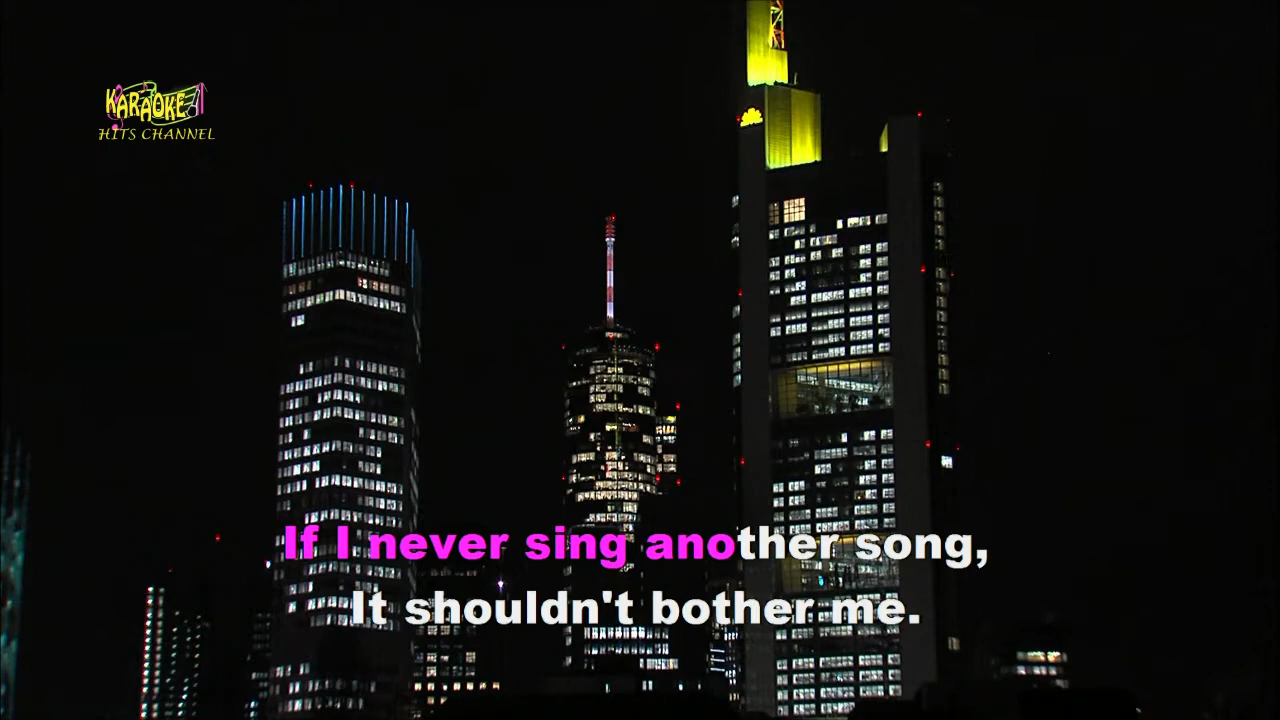 KARAOKE
HITS CHANNEL
If I never sing another song,
It shouldn't bother me.